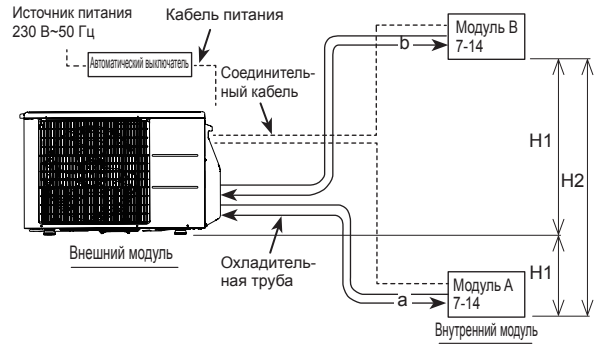 Источник питания
230 В~50 Гц
Кабель питания
Автоматический выключатель
Соединитель-
ный кабель
b
Модуль B
7-14
H1
H2
H1
Внешний модуль
Охладитель-
ная труба
a
Модуль A
7-14
Внутренний модуль